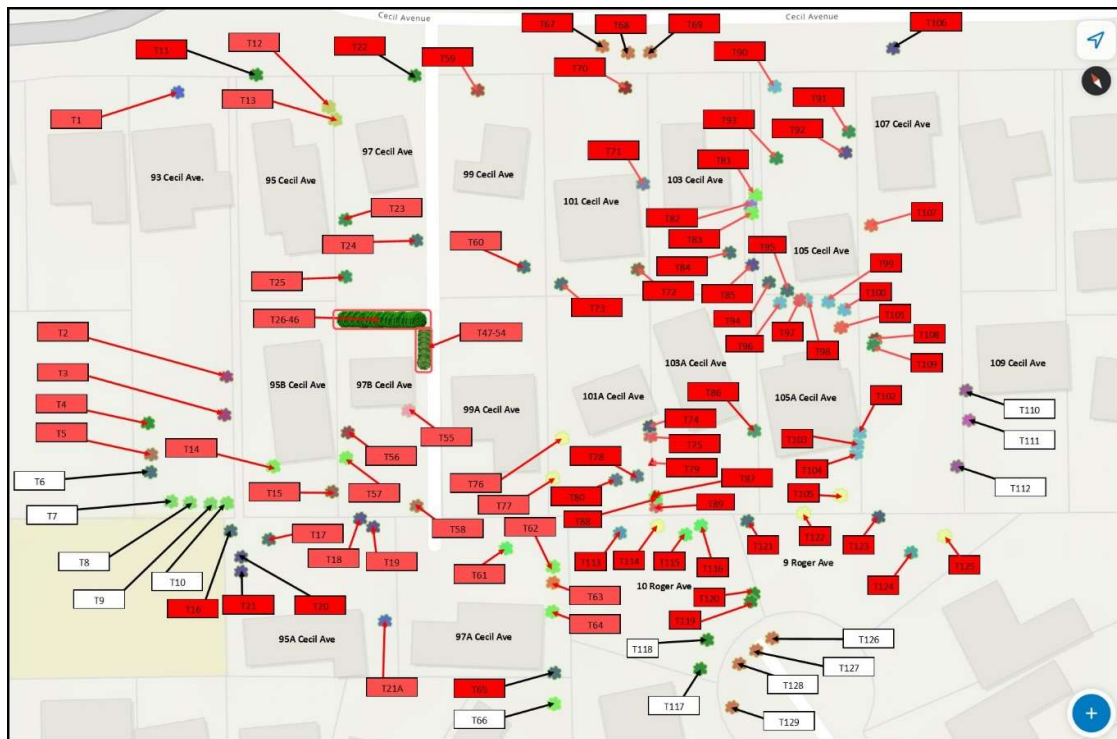 Cecil Avenue
Cecil Avenue
T11
T12
T22
T59
T67
T68
T69
T106
T13
T70
T90
T1
T93
T91
T92
107 Cecil Ave
97 Cecil Ave
T71
T81
93 Cecil Ave.
95 Cecil Ave
99 Cecil Ave
103 Cecil Ave
101 Cecil Ave
T23
T82
T107
T24
T60
T83
T95
105 Cecil Ave
T99
T25
T84
T72
T85
T73
T100
T26-46
T47-54
T94
T97
T101
T96
T98
T108
T2
T109
103A Cecil Ave
109 Cecil Ave
T3
95B Cecil Ave
97B Cecil Ave
T86
T102
T4
99A Cecil Ave
101A Cecil Ave
105A Cecil Ave
T110
T5
T14
T55
T74
T103
T111
T56
T75
T6
T76
T78
T79
T87
T104
T112
T15
T57
T77
T80
T105
T7
T88
T89
T58
T62
T8
T17
T18
T19
T113
T114
T115
T116
T121
T122
T123
T10
T61
9 Roger Ave
T125
T9
T63
10 Roger Ave
T120
T124
T16
T21
T20
T64
T119
95A Cecil Ave
97A Cecil Ave
T118
T126
T127
T65
T128
T21A
T66
T117
T129